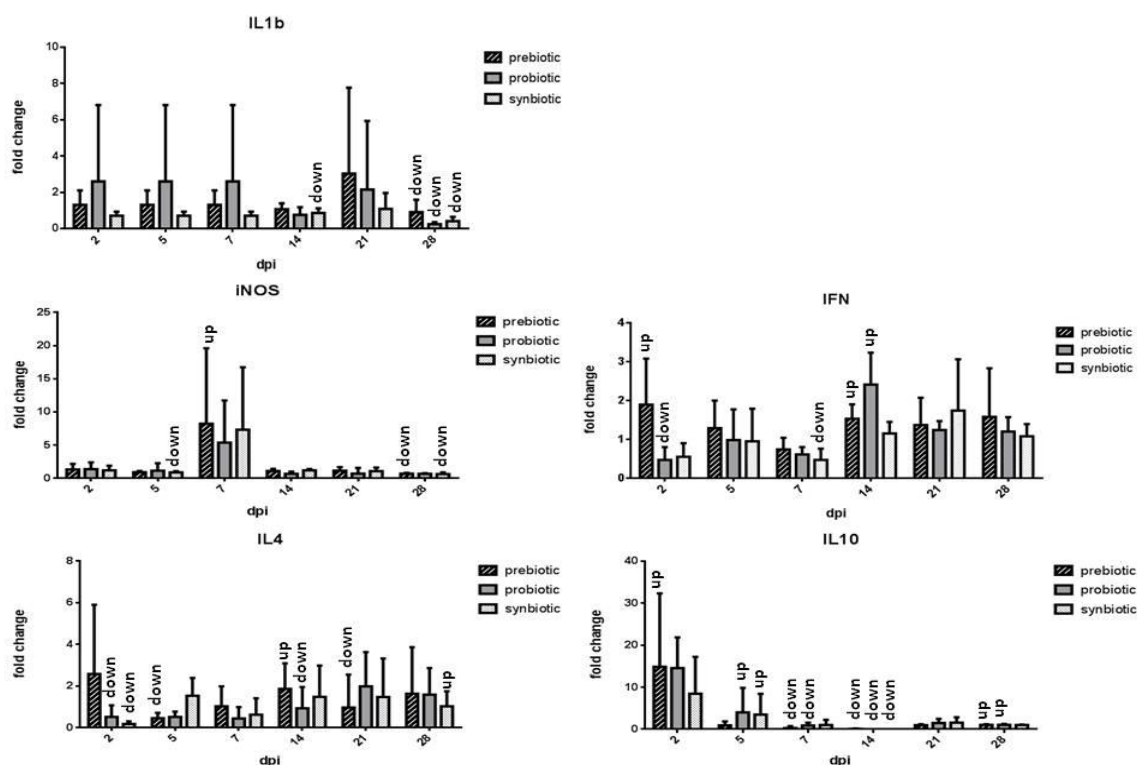 IL1b
10
8
6
4
2
0
fold change
prebiotic
probiotic
synbiotic
down
down
down
down
2 5 7 14 21 28
dpi
iNOS
25
20
15
10
5
0
fold change
prebiotic
probiotic
synbiotic
down
up
down
down
2 5 7 14 21 28
dpi
IFN
4
3
2
1
0
fold change
prebiotic
probiotic
synbiotic
up
down
down
up
up
2 5 7 14 21 28
dpi
IL4
8
6
4
2
0
fold change
prebiotic
probiotic
synbiotic
down
down
down
up
down
down
up
2 5 7 14 21 28
dpi
IL10
40
30
20
10
0
fold change
prebiotic
probiotic
synbiotic
up
up
up
down
down
down
down
down
up
up
2 5 7 14 21 28
dpi